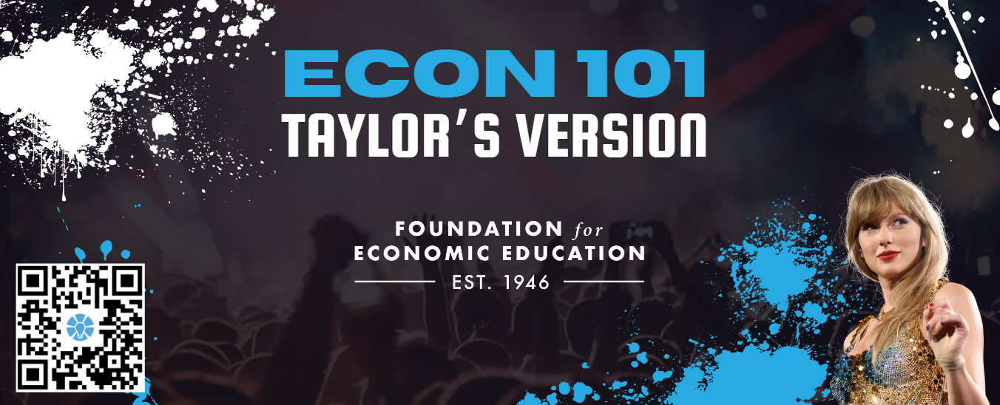 ECON 101
TAYLOR'S VERSION
FOUNDATION for
ECONOMIC EDUCATION
EST. 1946